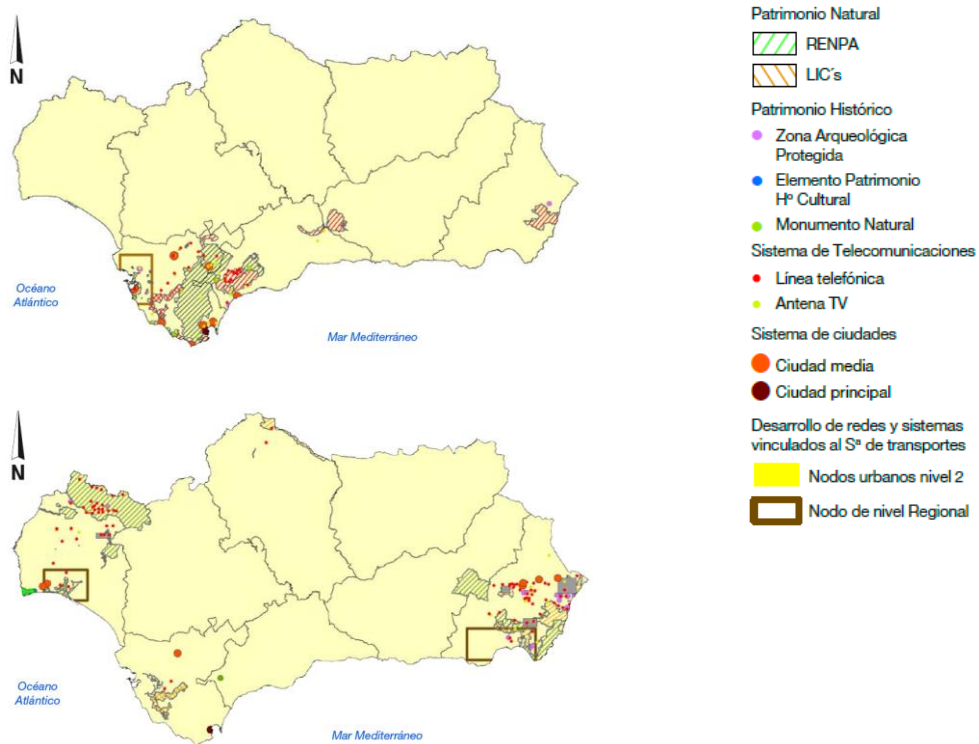 N
Océano
Atlántico
Mar Mediterráneo
N
Océano
Atlántico
Mar Mediterráneo
Patrimonio Natural
RENPA
LIC´s
Patrimonio Histórico
Zona Arqueológica
Protegida
Elemento Patrimonio
Hº Cultural
Monumento Natural
Sistema de Telecomunicaciones
Línea telefónica
Antena TV
Sistema de ciudades
Ciudad media
Ciudad principal
Desarrollo de redes y sistemas
vinculados al Sª de transportes
Nodos urbanos nivel 2
Nodo de nivel Regional